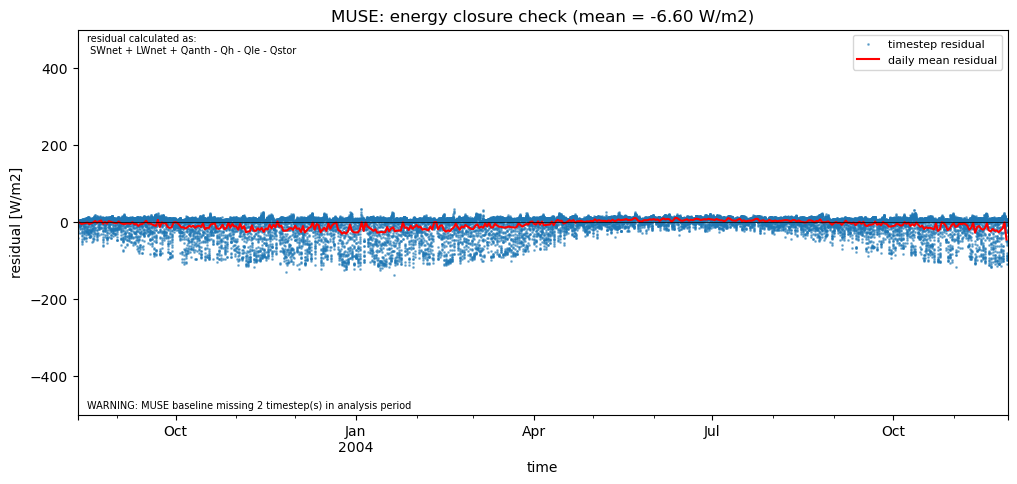 MUSE: energy closure check (mean = -6.60 W/m2)
residual calculated as:
SWnet + LWnet + Qanth - Qh - Qle - Qstor
timestep residual
daily mean residual
400
200
0
−200
−400
residual [W/m2]
WARNING: MUSE baseline missing 2 timestep(s) in analysis period
Oct
Jan
2004
Apr
Jul
Oct
time